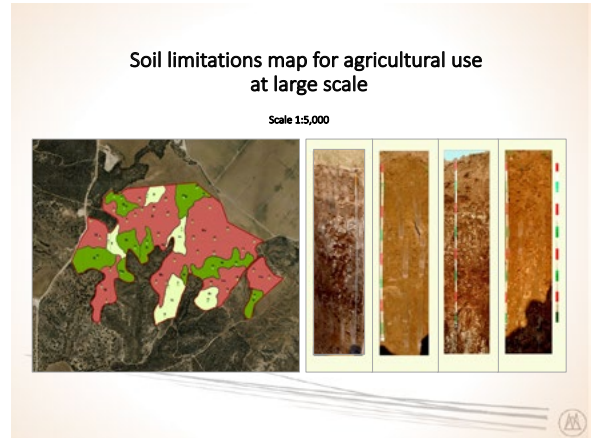 Soil limitations map for agricultural use
at large scale
Scale 1:5,000